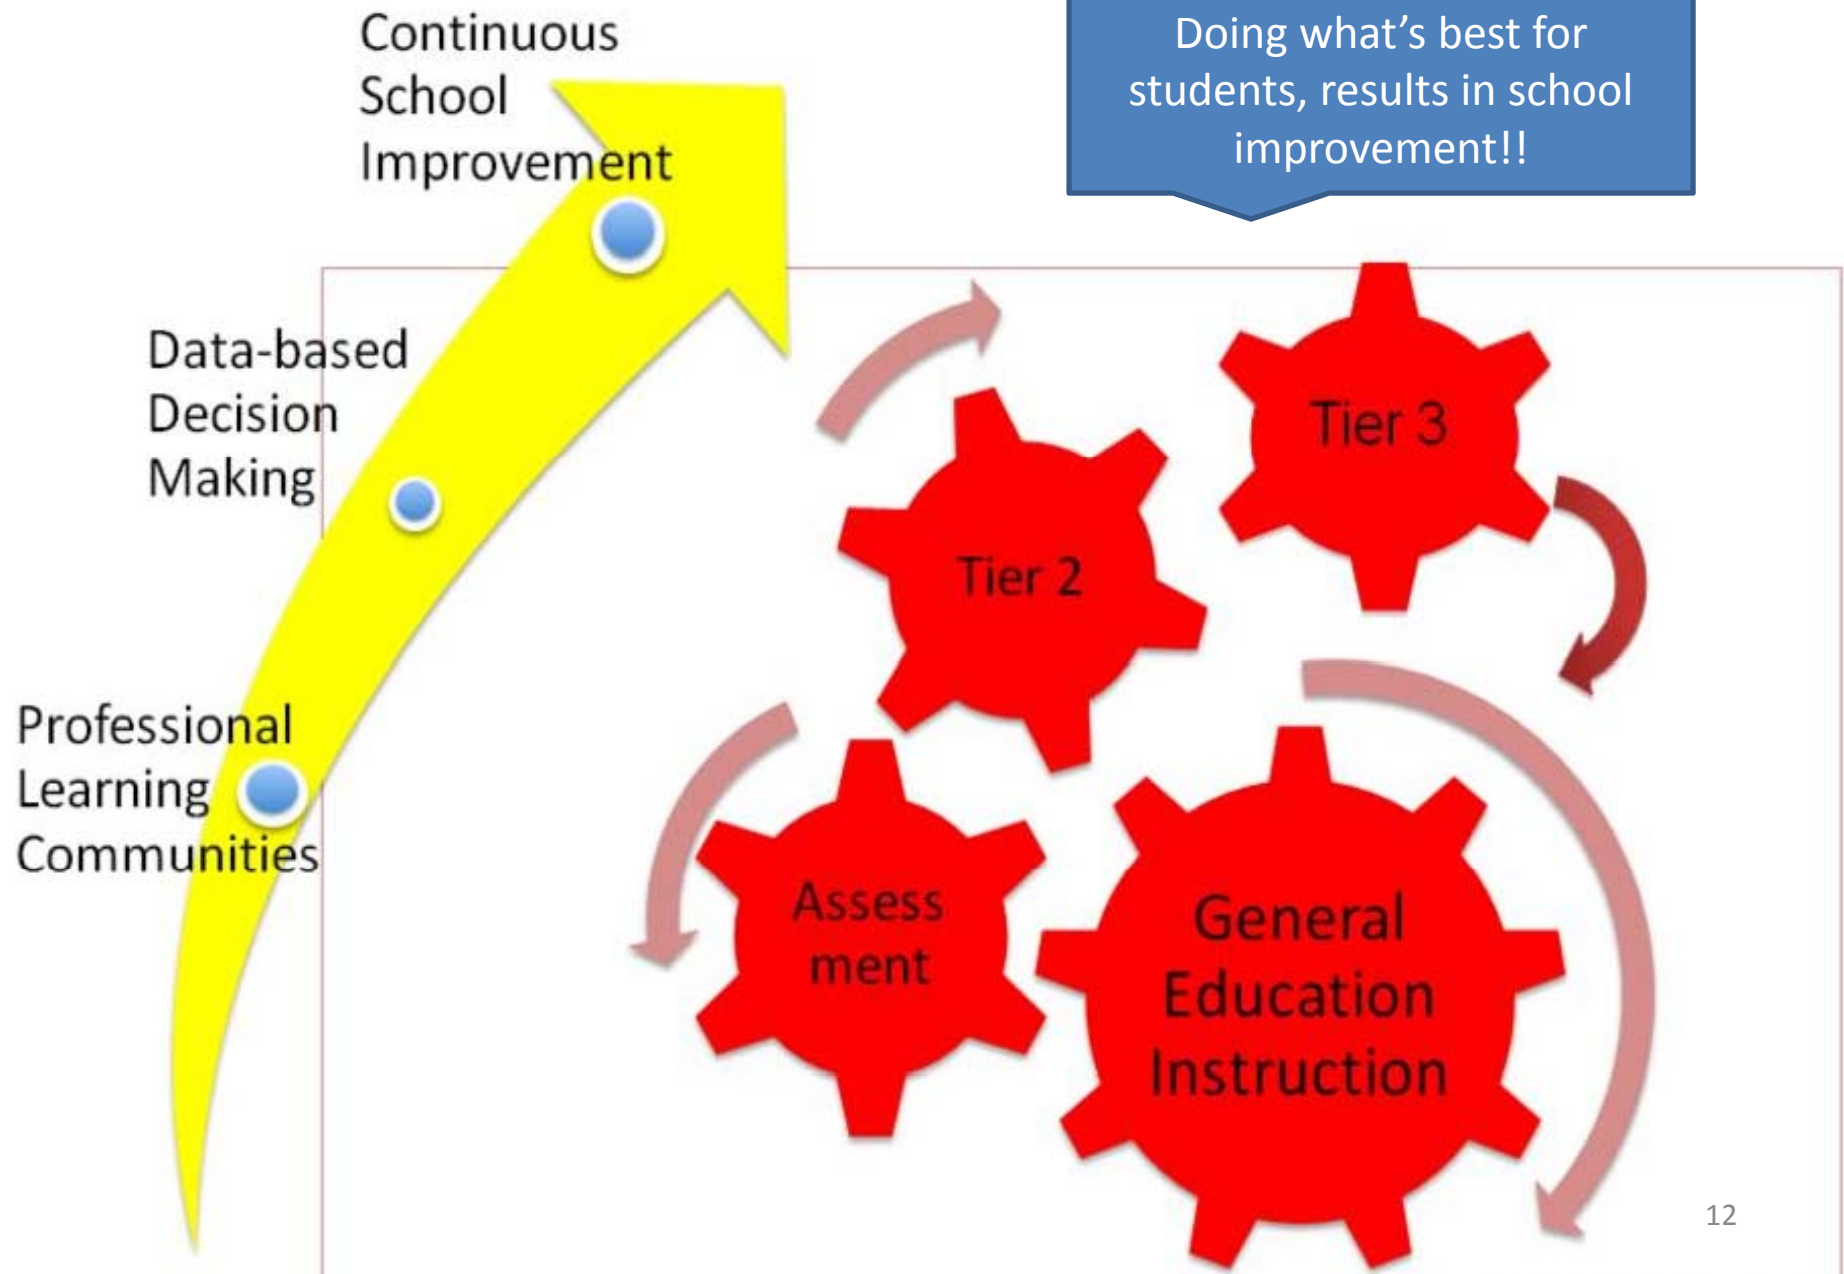 Continuous
School
Improvement
Doing what's best for
students, results in school
improvement!!
Data-based
Decision
Making
Tier 3
Tier 2
Professional
Learning
Communities
Assess
ment
General
Education
Instruction
12